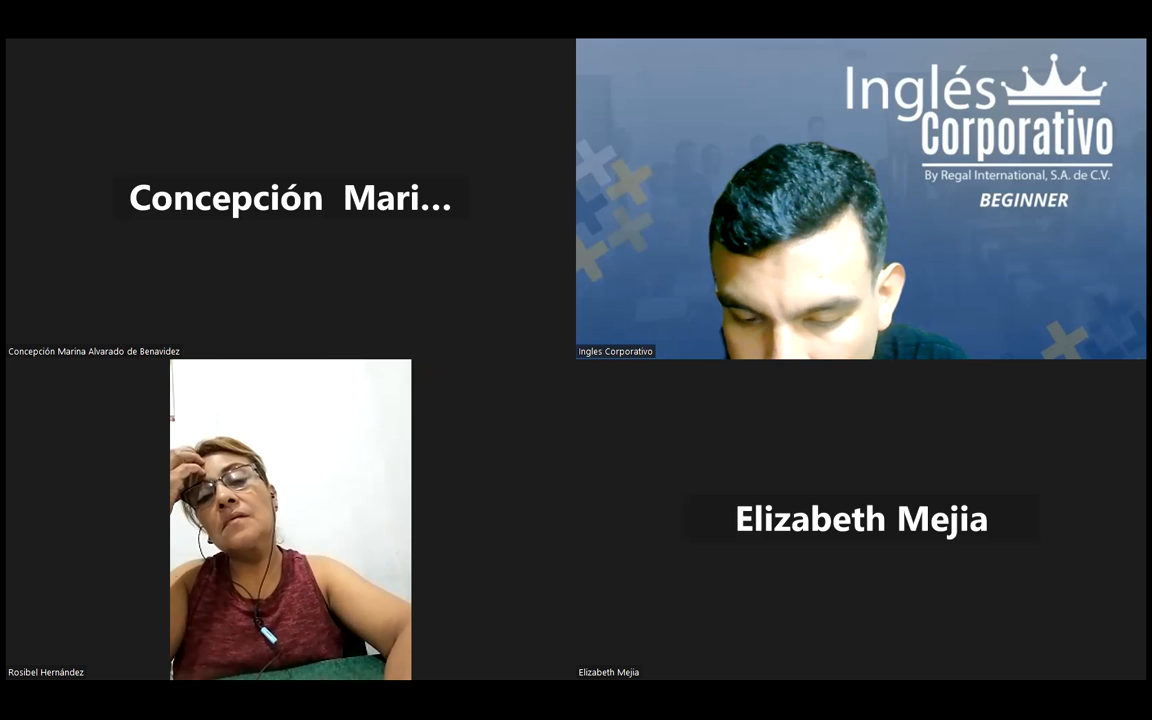 Concepción Mari...
Concepción Marina Alvarado de Benavidez
Inglés
Corporativo
By Regal International, S.A. de C.V.
BEGINNER
Ingles Corporativo
Rosibel Hernández
Elizabeth Mejia
Elizabeth Mejia